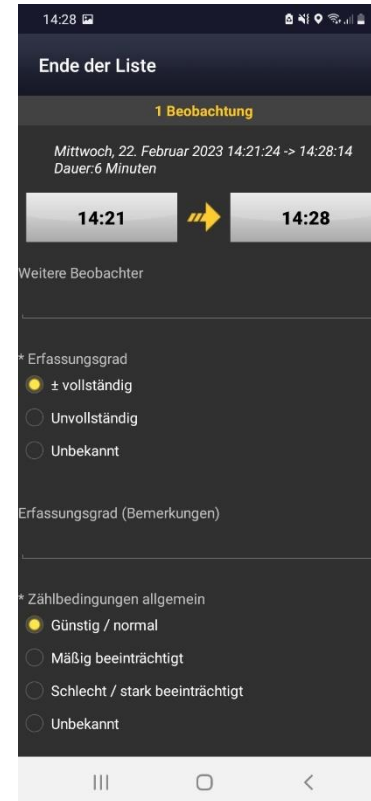 14:28
Ende der Liste
1 Beobachtung
Mittwoch, 22. Februar 2023 14:21:24 -> 14:28:14
Dauer:6 Minuten
14:21
14:28
Weitere Beobachter
* Erfassungsgrad
± vollständig
Unvollständig
Unbekannt
Erfassungsgrad (Bemerkungen)
* Zählbedingungen allgemein
Günstig / normal
Mäßig beeinträchtigt
Schlecht / stark beeinträchtigt
Unbekannt